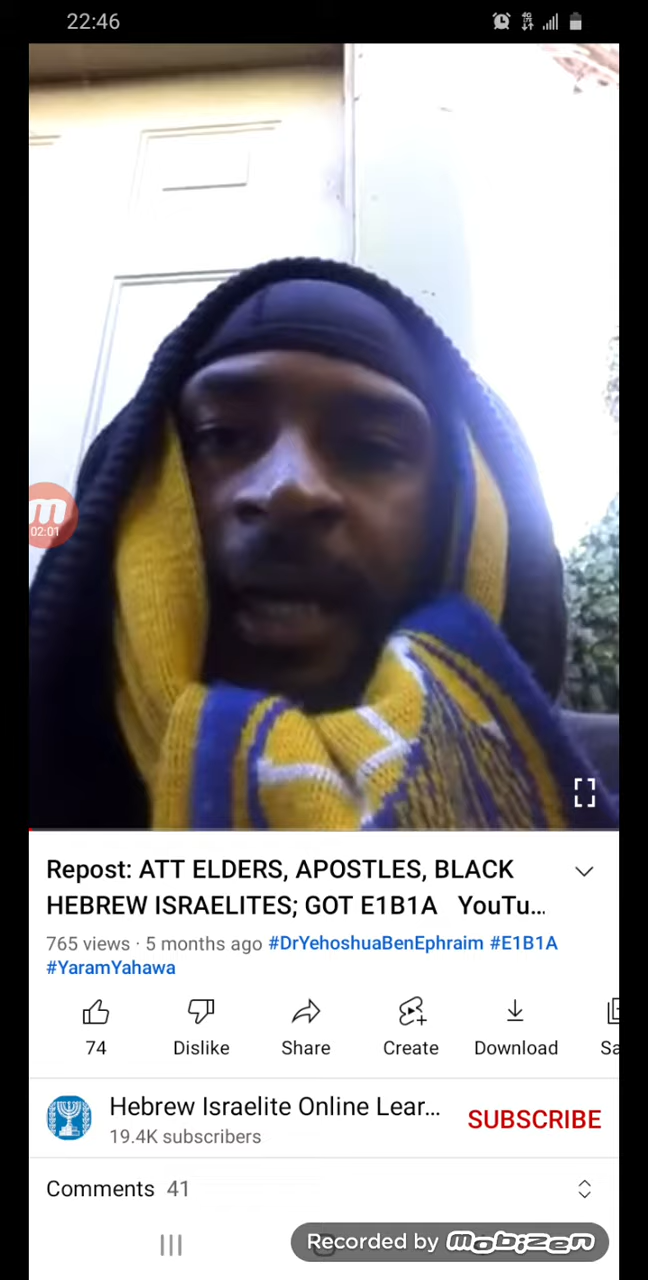 22:46
4G
02:01
Repost: ATT ELDERS, APOSTLES, BLACK
HEBREW ISRAELITES; GOT E1B1A YouTu...
765 views · 5 months ago #DrYehoshuaBenEphraim #E1B1A
#YaramYahawa
74
Dislike
Share
Create
Download
Sa
Hebrew Israelite Online Lear...
SUBSCRIBE
19.4K subscribers
Comments 41
Recorded by mobizen